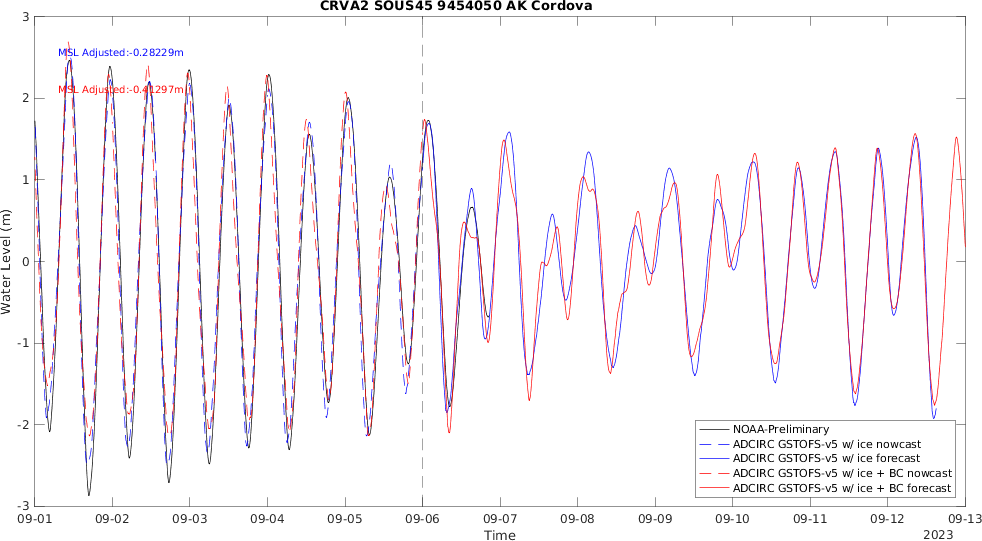 CRVA2 SOUS45 9454050 AK Cordova
3
2
1
0
-1
-2
-3
Water Level (m)
MSL Adjusted:-0.28229m
MSL Adjusted:-0.41297m
NOAA-Preliminary
ADCIRC GSTOFS-v5 w/ ice nowcast
ADCIRC GSTOFS-v5 w/ ice forecast
ADCIRC GSTOFS-v5 w/ ice + BC nowcast
ADCIRC GSTOFS-v5 w/ ice + BC forecast
09-01 09-02 09-03 09-04 09-05 09-06 09-07 09-08 09-09 09-10 09-11 09-12 09-13
Time
2023